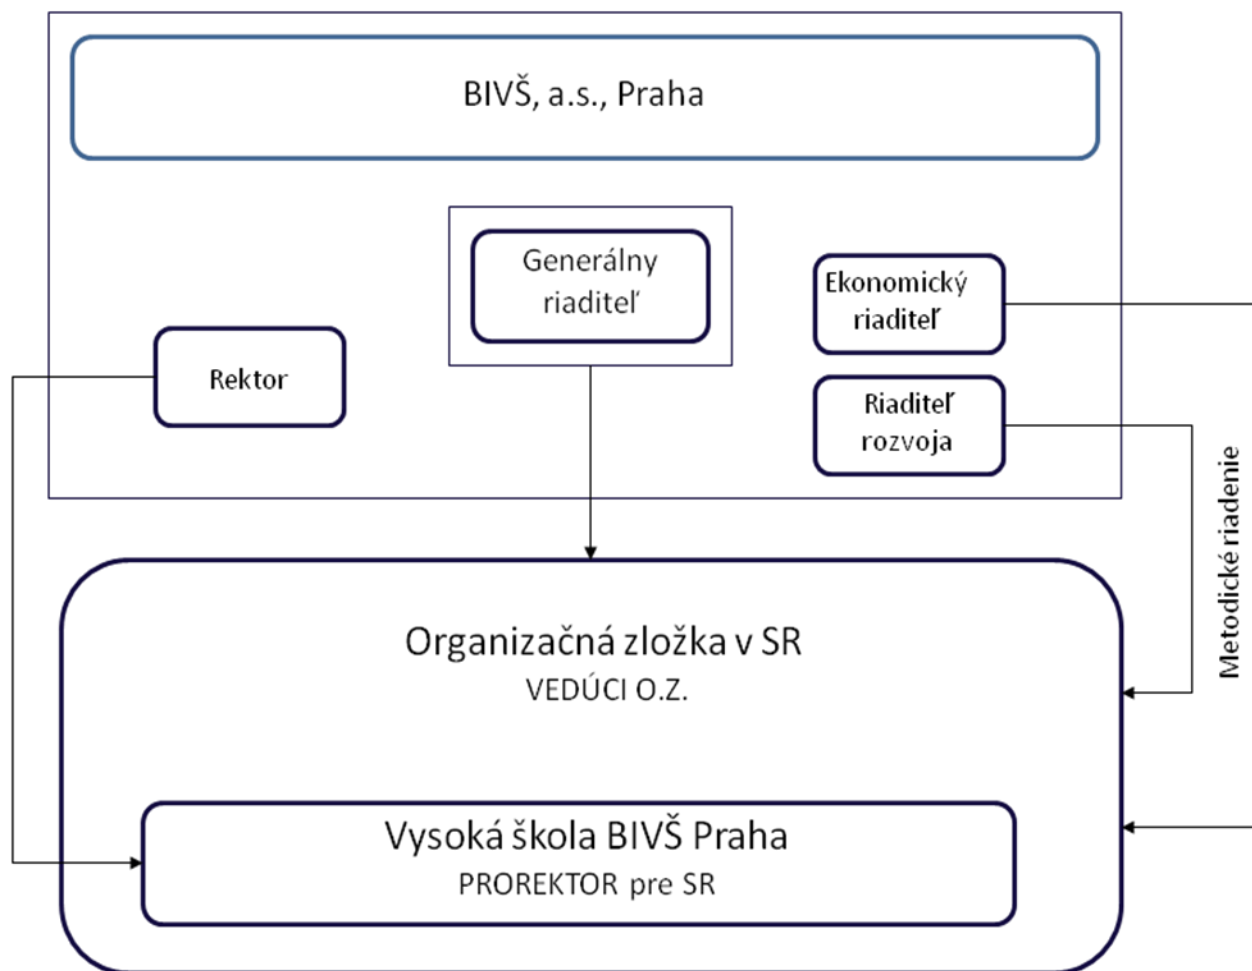 BIVŠ, a.s., Praha
Generálny
riaditeľ
Ekonomický
riaditeľ
Rektor
Riaditeľ
rozvoja
Metodické riadenie
Organizačná zložka v SR
VEDÚCI O.Z.
Vysoká škola BIVŠ Praha
PROREKTOR pre SR